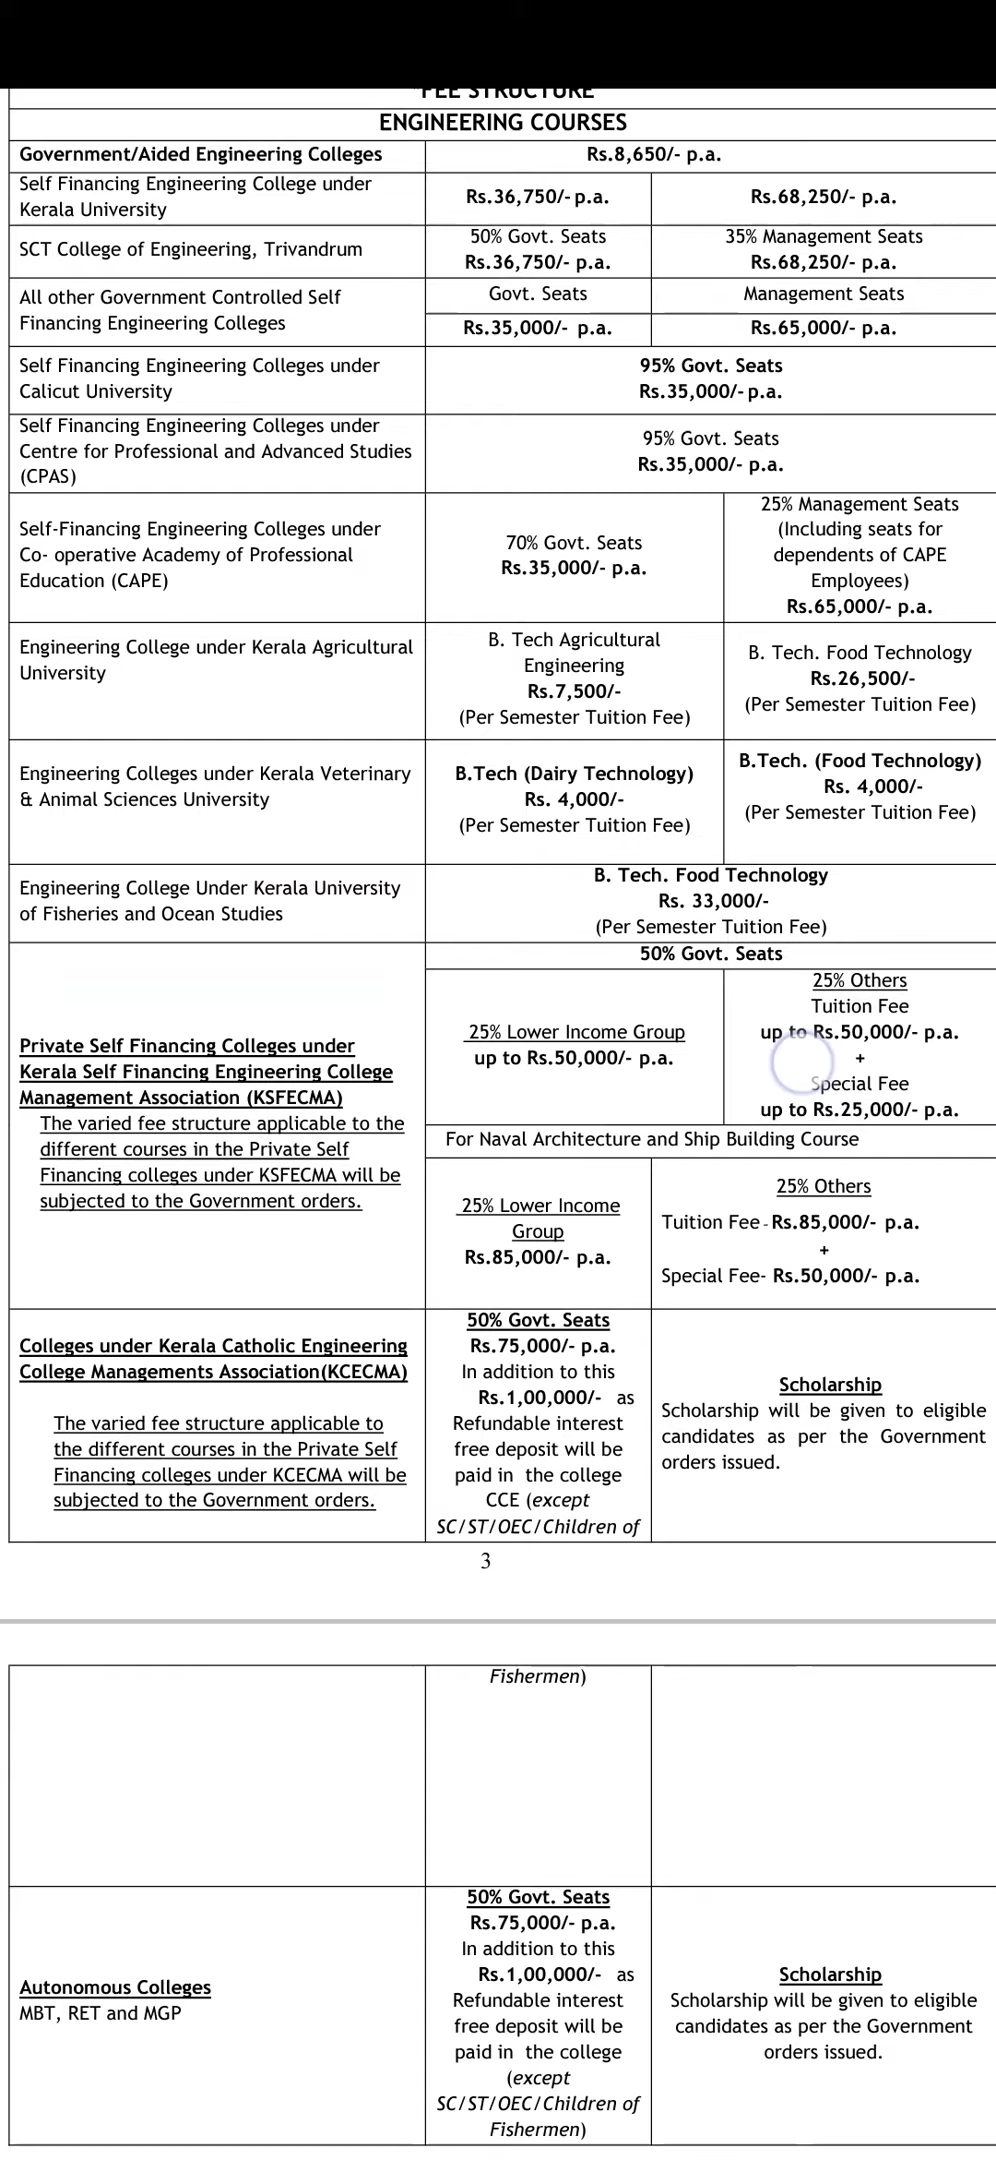 FEE STRUCTURE
ENGINEERING COURSES
Government/Aided Engineering Colleges
Rs.8,650/- p.a.
Self Financing Engineering College under
Kerala University
Rs.36,750/- p.a.
Rs.68,250/- p.a.
SCT College of Engineering, Trivandrum
50% Govt. Seats
Rs.36,750/- p.a.
35% Management Seats
Rs.68,250/- p.a.
All other Government Controlled Self
Financing Engineering Colleges
Govt. Seats
Management Seats
Rs.35,000/- p.a.
Rs.65,000/- p.a.
Self Financing Engineering Colleges under
Calicut University
95% Govt. Seats
Rs.35,000/- p.a.
Self Financing Engineering Colleges under
Centre for Professional and Advanced Studies
(CPAS)
95% Govt. Seats
Rs.35,000/- p.a.
Self-Financing Engineering Colleges under
Co- operative Academy of Professional
Education (CAPE)
70% Govt. Seats
Rs.35,000/- p.a.
25% Management Seats
(Including seats for
dependents of CAPE
Employees)
Rs.65,000/- p.a.
Engineering College under Kerala Agricultural
University
B. Tech Agricultural
Engineering
Rs.7,500/-
(Per Semester Tuition Fee)
B. Tech. Food Technology
Rs.26,500/-
(Per Semester Tuition Fee)
Engineering Colleges under Kerala Veterinary
& Animal Sciences University
B.Tech (Dairy Technology)
Rs. 4,000/-
(Per Semester Tuition Fee)
B.Tech. (Food Technology)
Rs. 4,000/-
(Per Semester Tuition Fee)
Engineering College Under Kerala University
of Fisheries and Ocean Studies
B. Tech. Food Technology
Rs. 33,000/-
(Per Semester Tuition Fee)
Private Self Financing Colleges under
Kerala Self Financing Engineering College
Management Association (KSFECMA)
The varied fee structure applicable to the
different courses in the Private Self
Financing colleges under KSFECMA will be
subjected to the Government orders.
50% Govt. Seats
25% Lower Income Group
up to Rs.50,000/- p.a.
25% Others
Tuition Fee
up to Rs.50,000/- p.a.
+
Special Fee
up to Rs.25,000/- p.a.
For Naval Architecture and Ship Building Course
25% Lower Income
Group
Rs.85,000/- p.a.
25% Others
Tuition Fee - Rs.85,000/- p.a.
+
Special Fee- Rs.50,000/- p.a.
Colleges under Kerala Catholic Engineering
College Managements Association(KCECMA)
The varied fee structure applicable to
the different courses in the Private Self
Financing colleges under KCECMA will be
subjected to the Government orders.
50% Govt. Seats
Rs.75,000/- p.a.
In addition to this
Rs.1,00,000/- as
Refundable interest
free deposit will be
paid in the college
CCE (except
SC/ST/OEC/Children of
Scholarship
Scholarship will be given to eligible
candidates as per the Government
orders issued.
3
Fishermen)
Autonomous Colleges
MBT, RET and MGP
50% Govt. Seats
Rs.75,000/- p.a.
In addition to this
Rs.1,00,000/- as
Refundable interest
free deposit will be
paid in the college
(except
SC/ST/OEC/Children of
Fishermen)
Scholarship
Scholarship will be given to eligible
candidates as per the Government
orders issued.